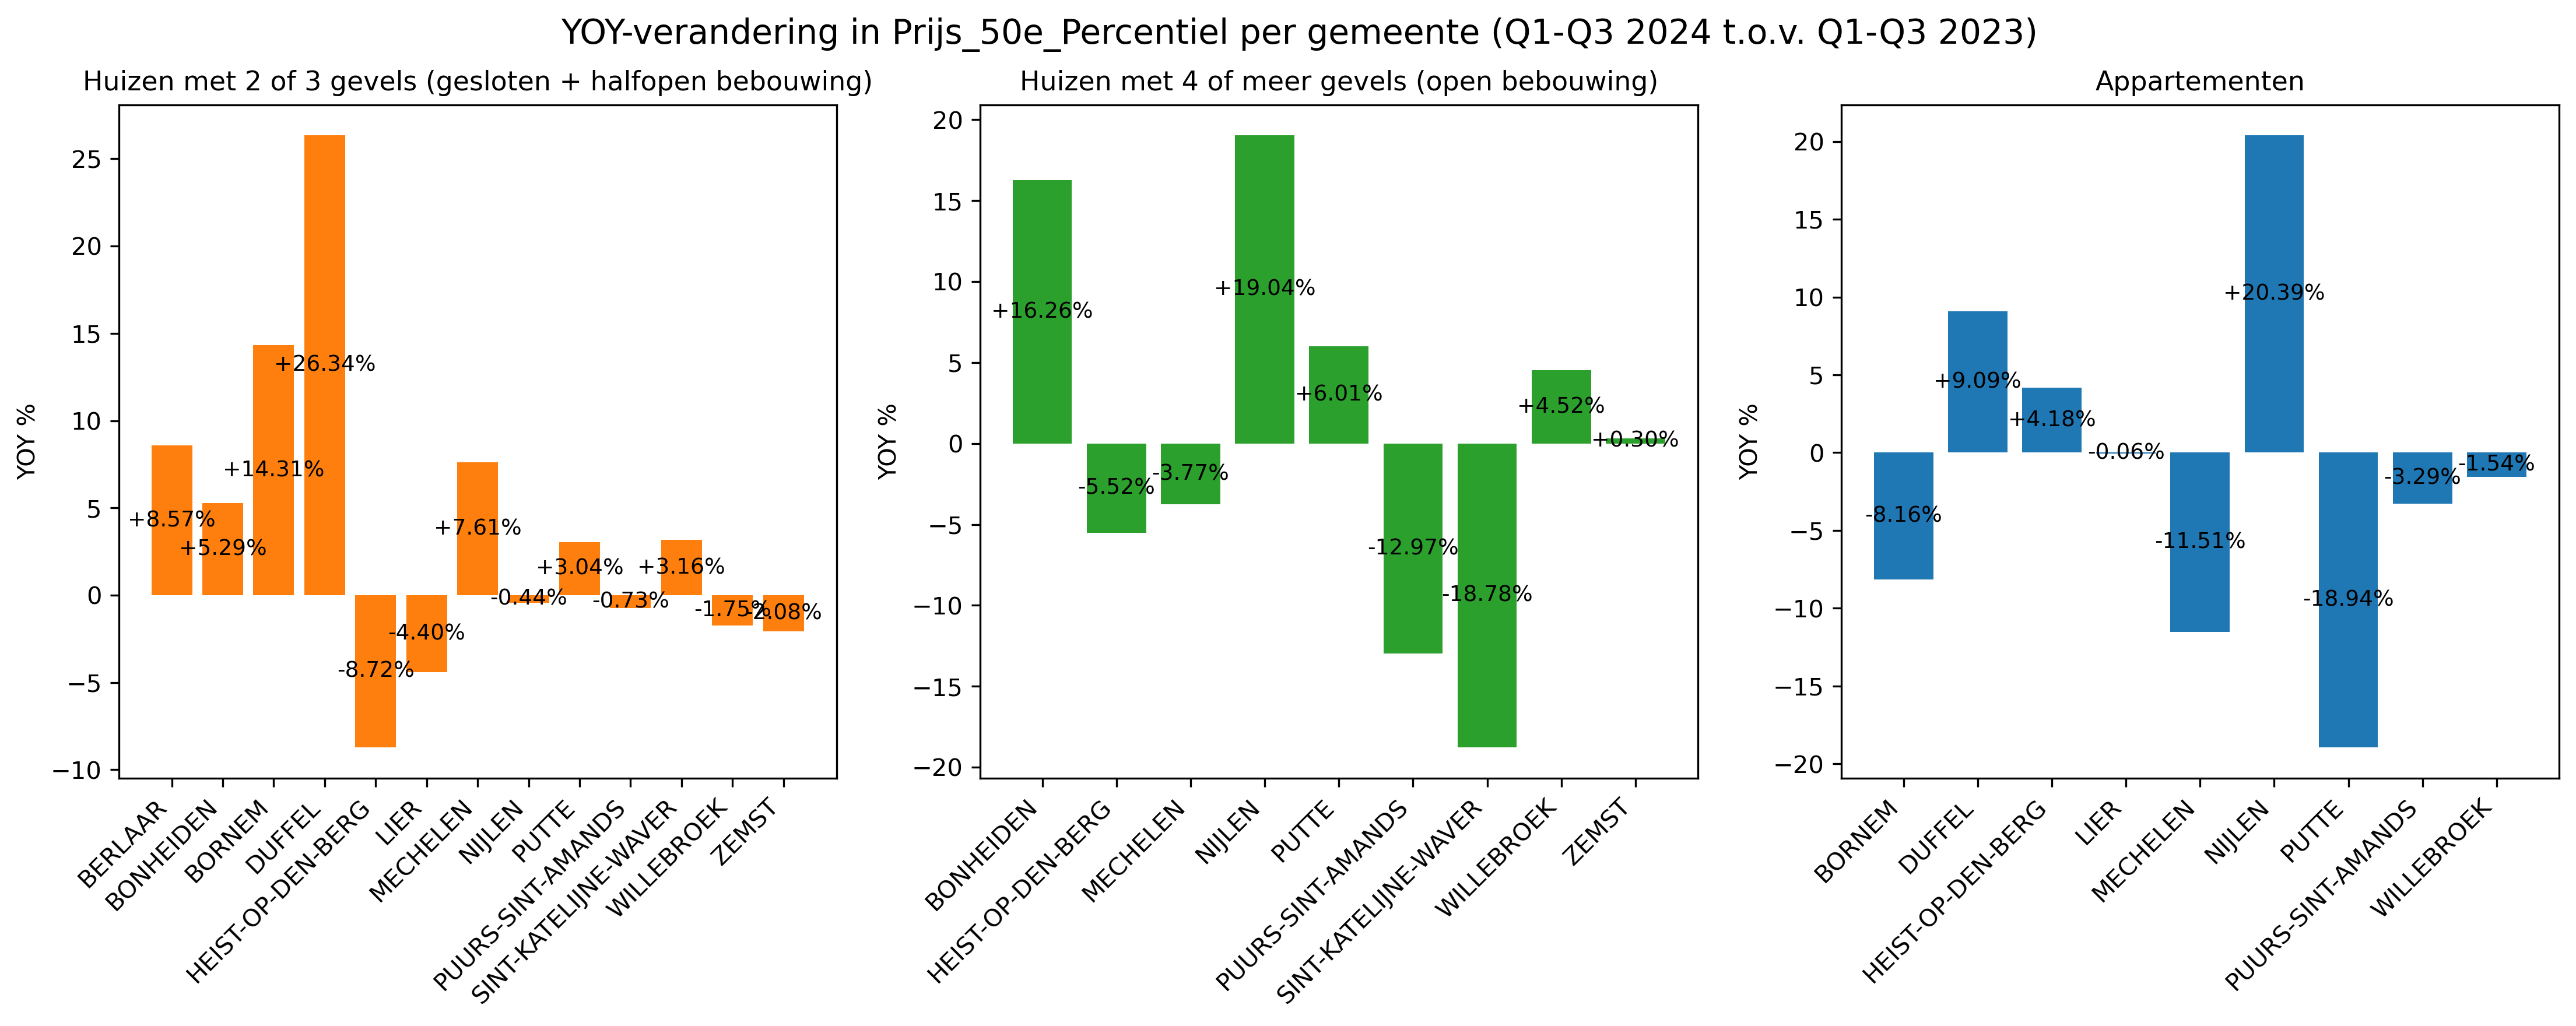 YOY-verandering in Prijs_50e_Percentiel per gemeente (Q1-Q3 2024 t.o.v. Q1-Q3 2023)
Huizen met 2 of 3 gevels (gesloten + halfopen bebouwing)
YOY %
25
20
15
10
5
0
−5
−10
+8.57%
+5.29%
+14.31%
+26.34%
-8.72%
-4.40%
+7.61%
-0.44%
+3.04%
-0.73%
+3.16%
-1.75%
-2.08%
BERLAAR
BONHEIDEN
BORNEM
DUFFEL
HEIST-OP-DEN-BERG
LIER
MECHELEN
NIJLEN
PUTTE
PUURS-SINT-AMANDS
SINT-KATELIJNE-WAVER
WILLEBROEK
ZEMST
Huizen met 4 of meer gevels (open bebouwing)
YOY %
20
15
10
5
0
−5
−10
−15
−20
+16.26%
-5.52%
-3.77%
+19.04%
+6.01%
-12.97%
-18.78%
+4.52%
+0.30%
BONHEIDEN
HEIST-OP-DEN-BERG
MECHELEN
NIJLEN
PUTTE
PUURS-SINT-AMANDS
SINT-KATELIJNE-WAVER
WILLEBROEK
ZEMST
Appartementen
YOY %
20
15
10
5
0
−5
−10
−15
−20
-8.16%
+9.09%
+4.18%
-0.06%
-11.51%
+20.39%
-18.94%
-3.29%
-1.54%
BORNEM
DUFFEL
HEIST-OP-DEN-BERG
LIER
MECHELEN
NIJLEN
PUTTE
PUURS-SINT-AMANDS
WILLEBROEK